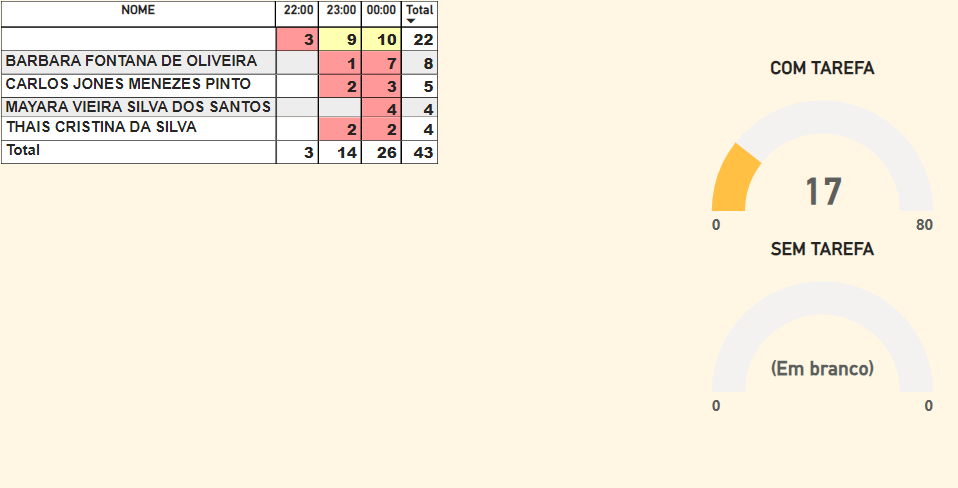 NOME 22:00 23:00 00:00 Total
3 9 10 22
BARBARA FONTANA DE OLIVEIRA 1 7 8
CARLOS JONES MENEZES PINTO 2 3 5
MAYARA VIEIRA SILVA DOS SANTOS 4 4
THAIS CRISTINA DA SILVA 2 2 4
Total 3 14 26 43
COM TAREFA
17
0 80
SEM TAREFA
(Em branco)
0 0